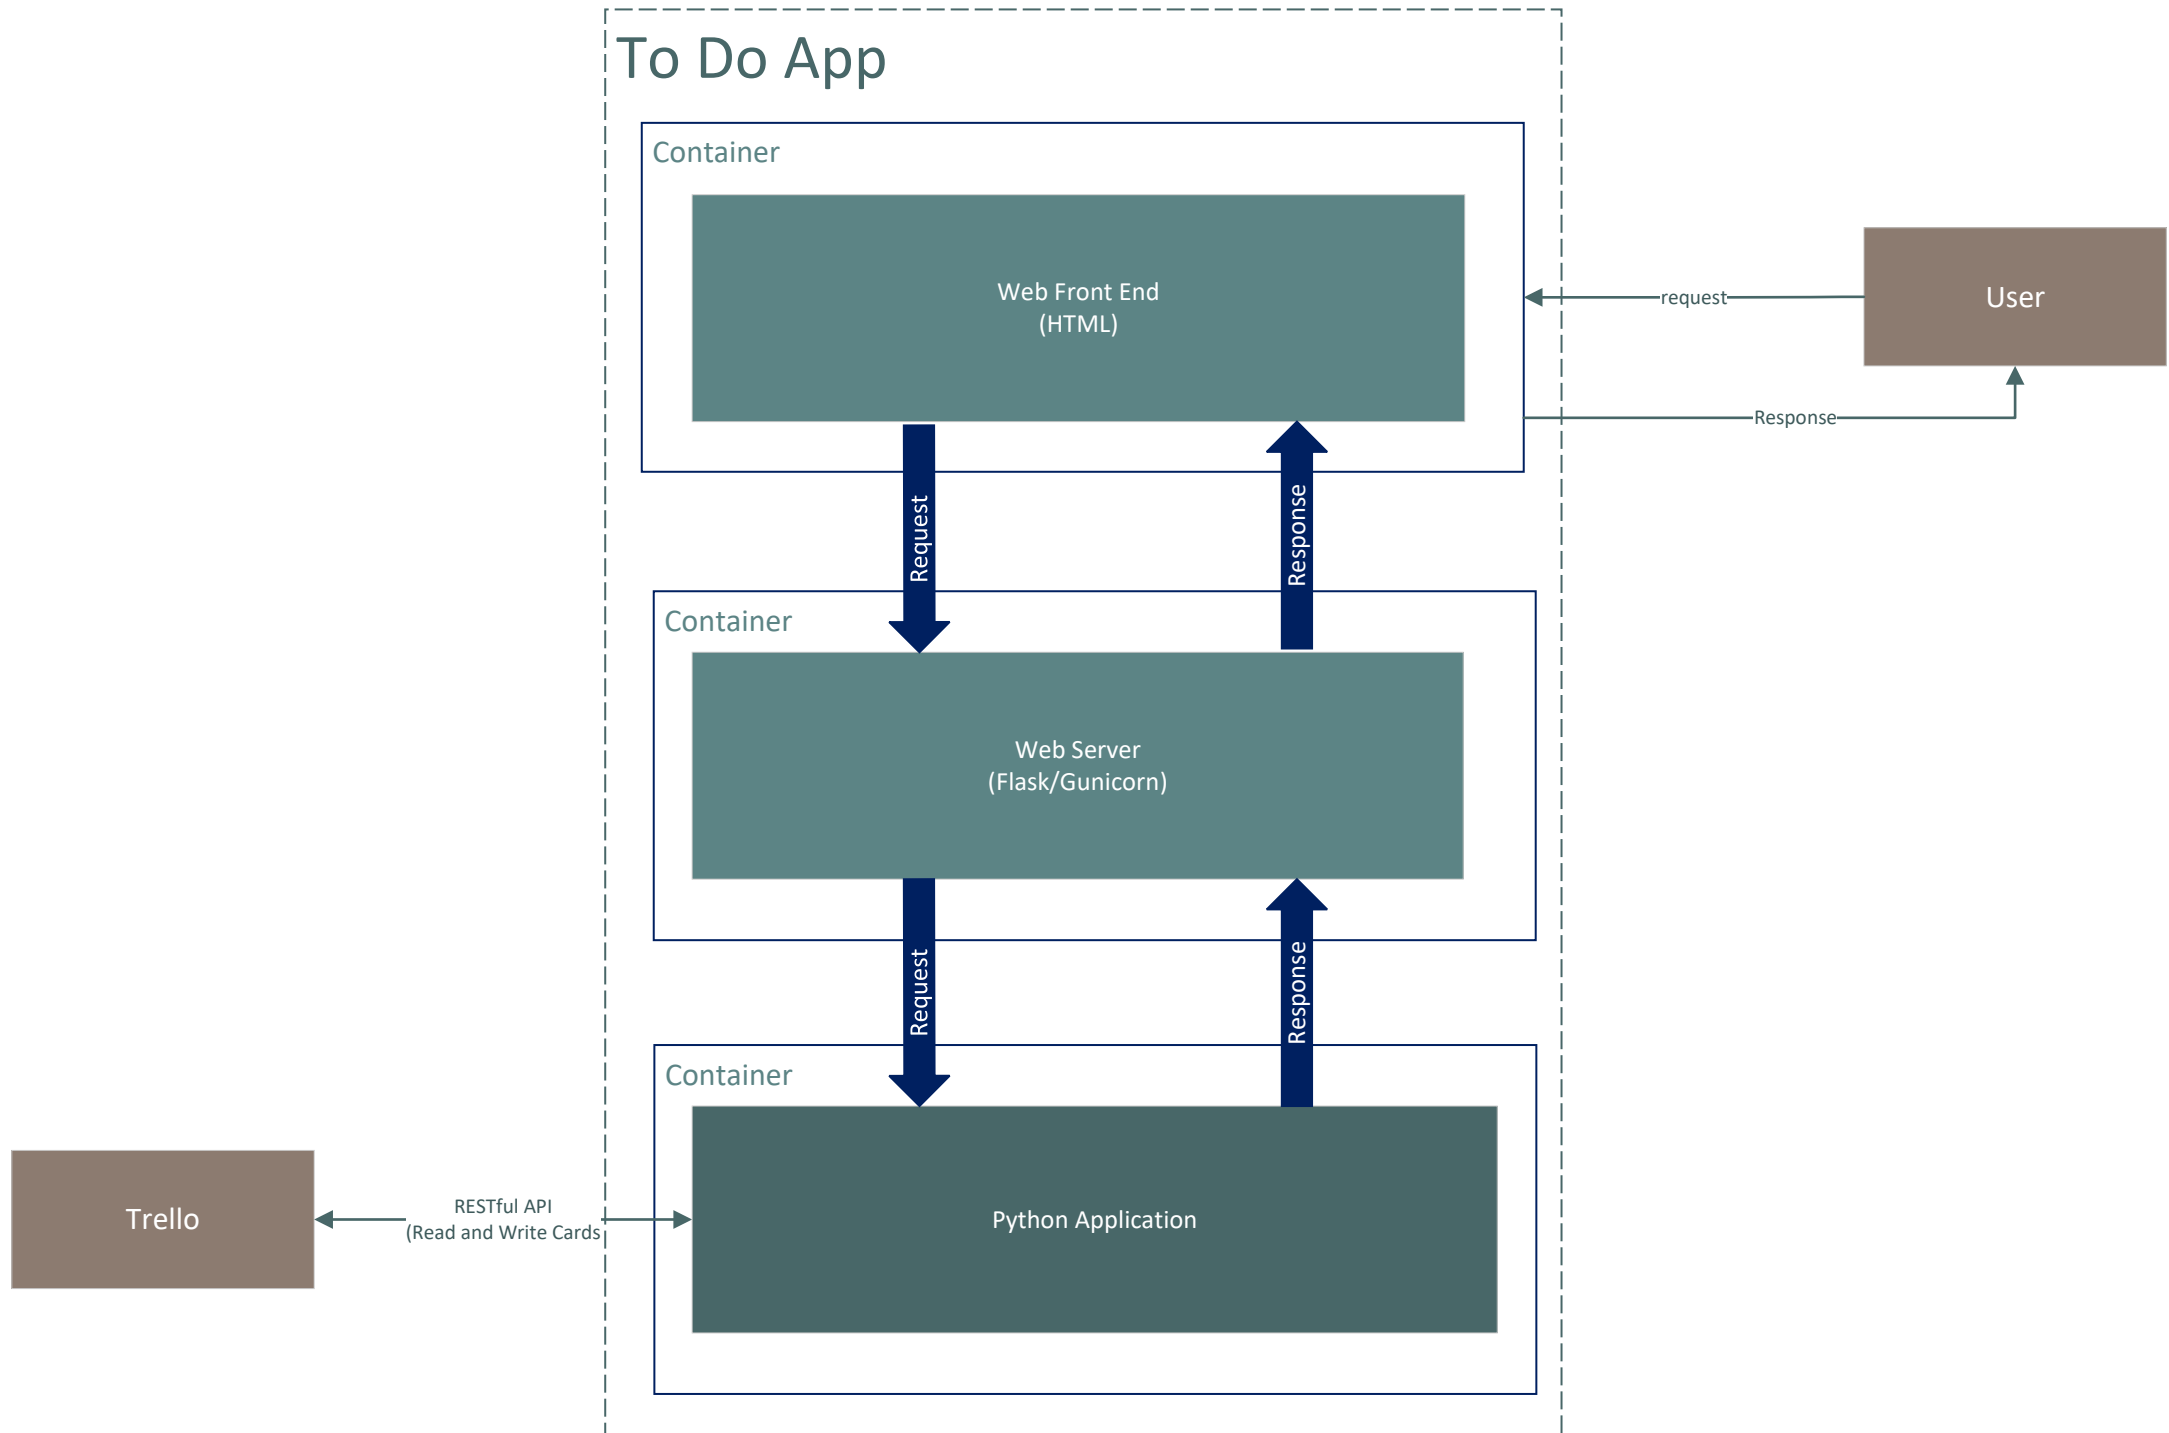 To Do App
Container
Web Front End
(HTML)
request
User
Response
Request
Response
Container
Web Server
(Flask/Gunicorn)
Request
Response
Container
Python Application
Trello
RESTful API
(Read and Write Cards